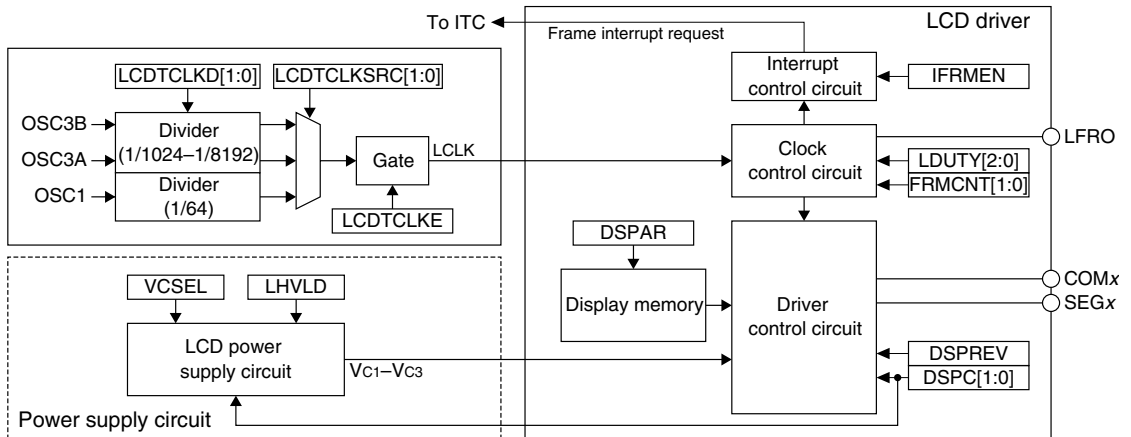 To ITC
Frame interrupt request
LCD driver
LCDTCLKD[1:0]
LCDTCLKSRC[1:0]
Interrupt
control circuit
IFRMEN
OSC3B
OSC3A
OSC1
Divider
(1/1024–1/8192)
Divider
(1/64)
Gate
LCLK
LCDTCLKE
Clock
control circuit
LFRO
LDUTY[2:0]
FRMCNT[1:0]
DSPAR
Display memory
Driver
control circuit
COMx
SEGx
DSPREV
DSPC[1:0]
VCSEL
LHVLD
LCD power
supply circuit
VC1–VC3
Power supply circuit